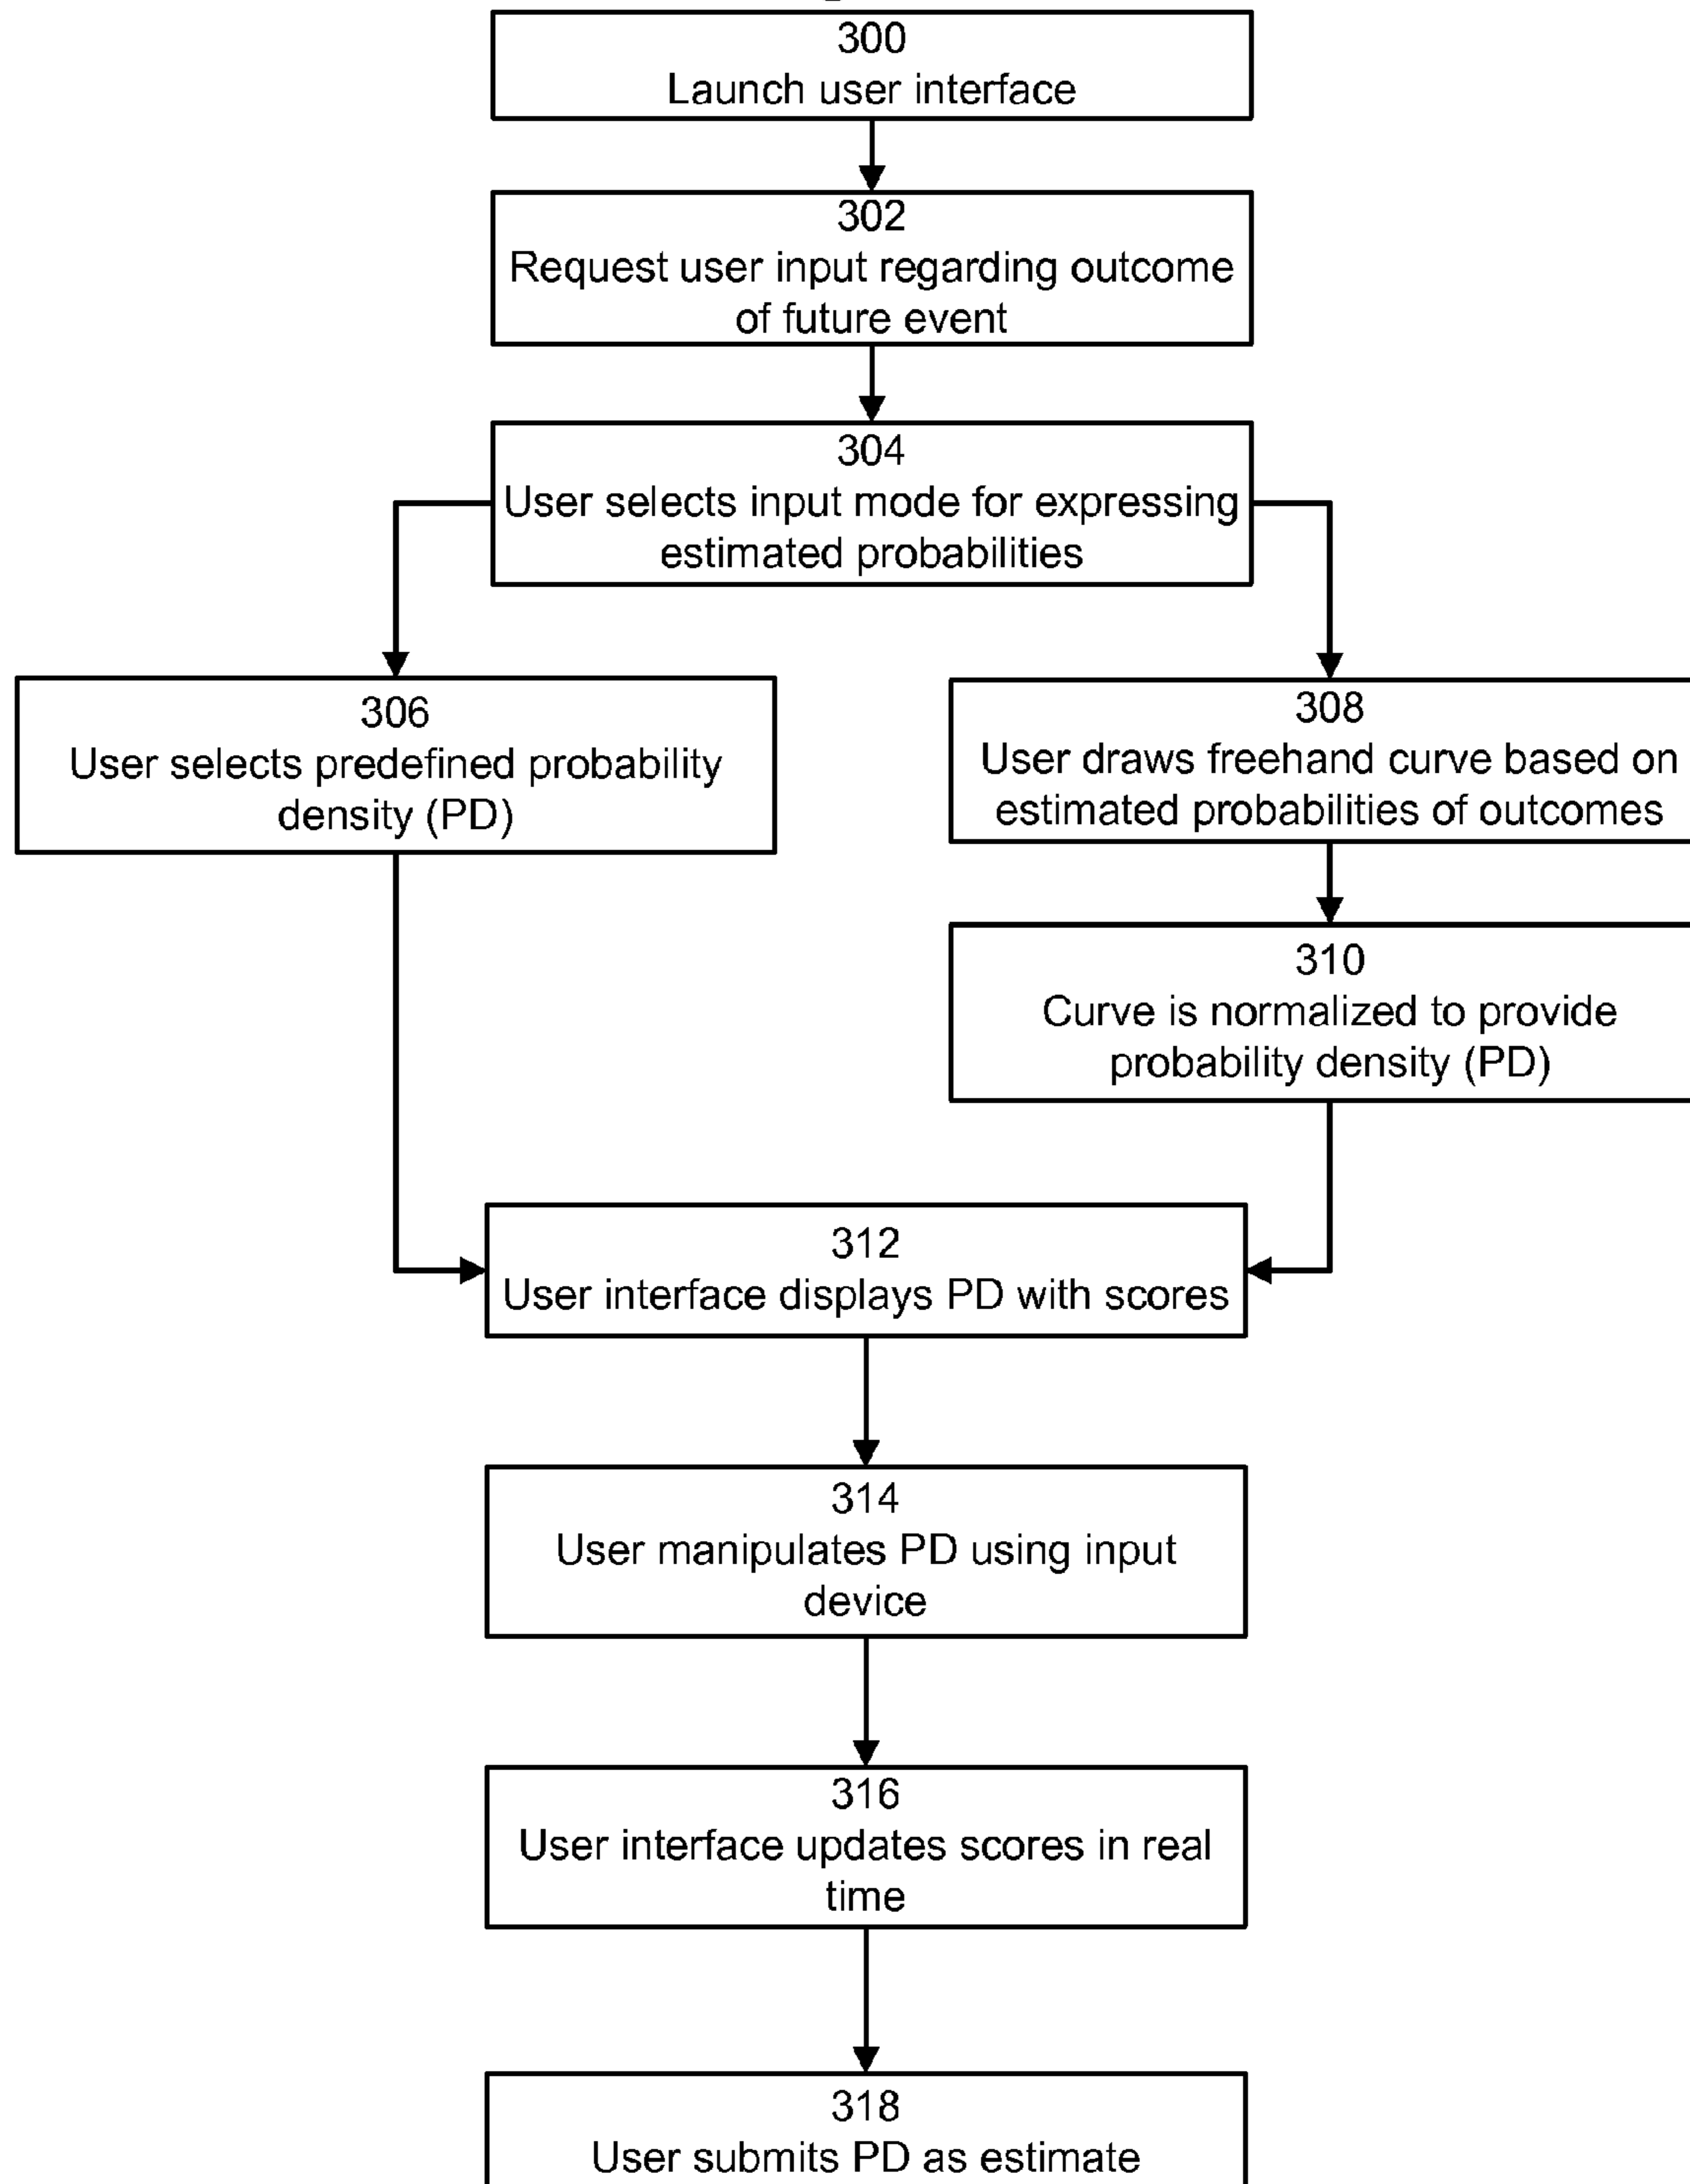 300
Launch user interface
302
Request user input regarding outcome
of future event
304
User selects input mode for expressing
estimated probabilities
306
User selects predefined probability
density (PD)
308
User draws freehand curve based on
estimated probabilities of outcomes
310
Curve is normalized to provide
probability density (PD)
312
User interface displays PD with scores
314
User manipulates PD using input
device
316
User interface updates scores in real
time
318
User submits PD as estimate